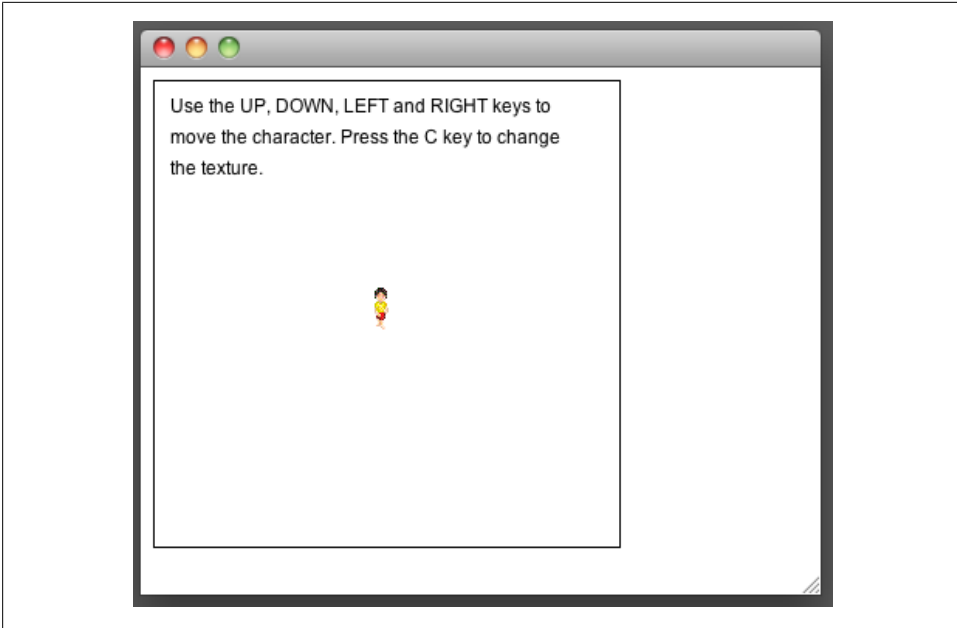 Use the UP, DOWN, LEFT and RIGHT keys to
move the character. Press the C key to change
the texture.